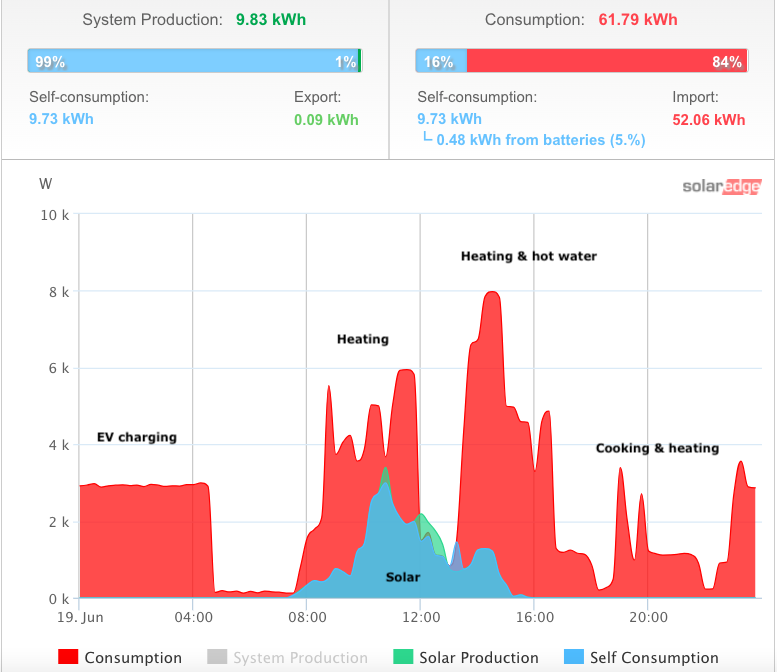 System Production: 9.83 kWh
Consumption: 61.79 kWh
99% 1%
16% 84%
Self-consumption: Export:
9.73 kWh 0.09 kWh
Self-consumption: Import:
9.73 kWh 52.06 kWh
0.48 kWh from batteries (5.%)
W
solaredge
10 k
8 k
6 k
4 k
2 k
0 k
Heating & hot water
Heating
EV charging
Cooking & heating
Solar
19. Jun 04:00 08:00 12:00 16:00 20:00
Consumption System Production Solar Production Self Consumption